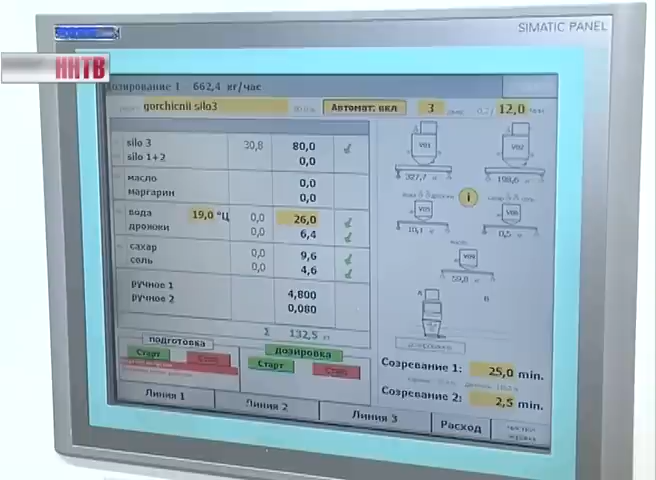 SIMATIC PANEL
ННТВ
Дозирование 1 662,4 кг/час
gorchicnii silo3 Автомат: вкл 3 12,0
silo 3 30,8 80,0
silo 1+2 0,0
масло 0,0
маргарин 0,0
вода 19,0 °Ц 0,0 26,0
дрожжи 0,0 6,4
сахар 0,0 9,6
соль 0,0 4,6
ручное 1 4,800
ручное 2 0,080
Σ 132,5
подготовка
Старт Стоп
дозировка
Старт Стоп
V01 V02
327,7 198,6
i
V05 V06
10,1 0,5
59,8
A B
дозировка
Созревание 1: 25,0 min.
Созревание 2: 2,5 min.
Линия 1 Линия 2 Линия 3 Расход